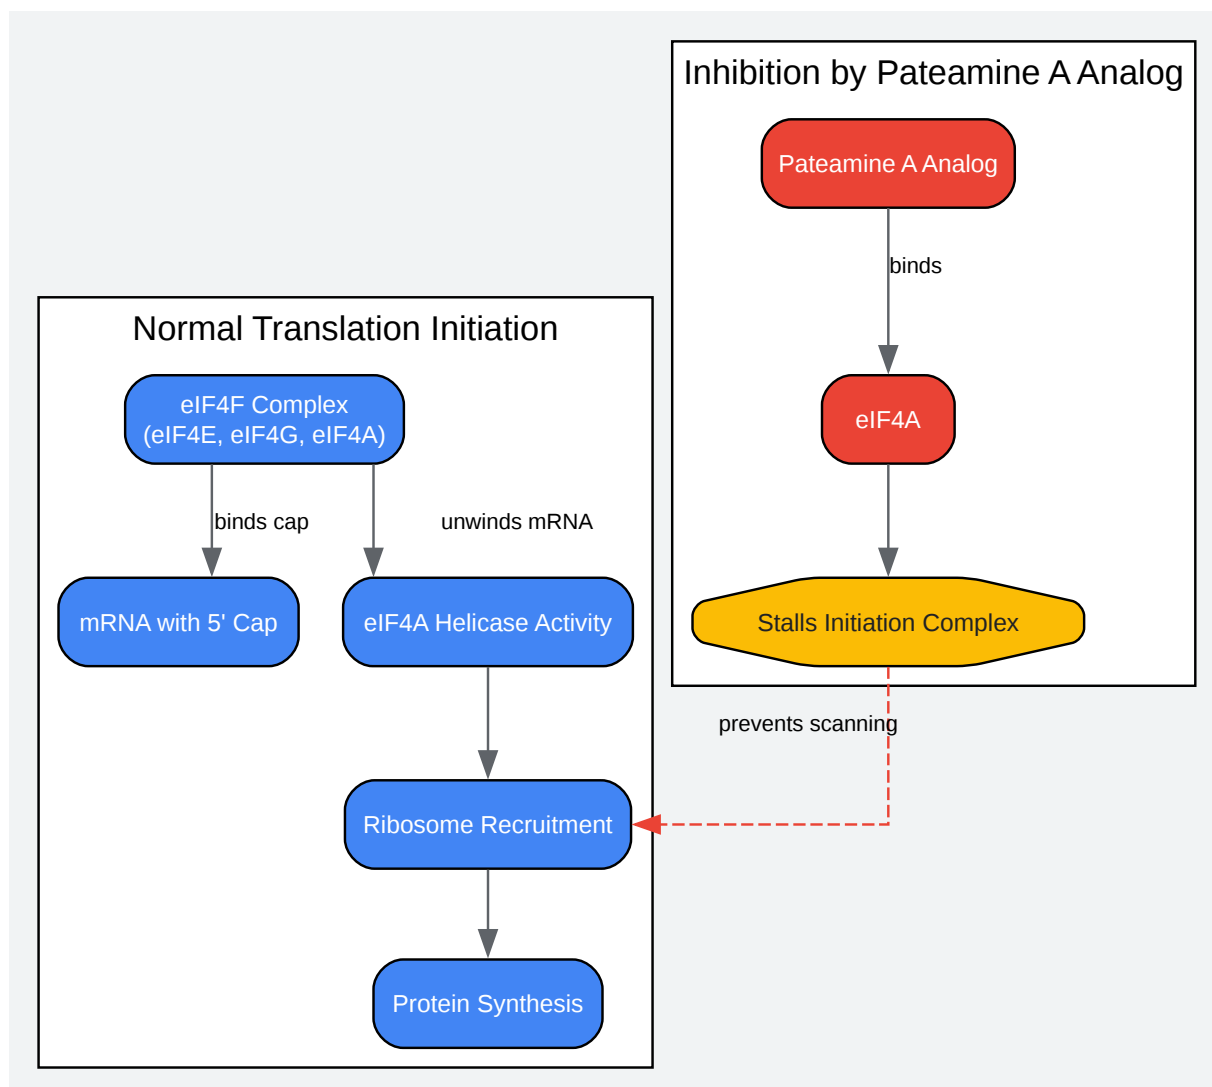 Inhibition by Pateamine A Analog
Pateamine A Analog
binds
eIF4A
Stalls Initiation Complex
prevents scanning
Normal Translation Initiation
eIF4F Complex
(eIF4E, eIF4G, eIF4A)
binds cap
unwinds mRNA
mRNA with 5' Cap
eIF4A Helicase Activity
Ribosome Recruitment
Protein Synthesis